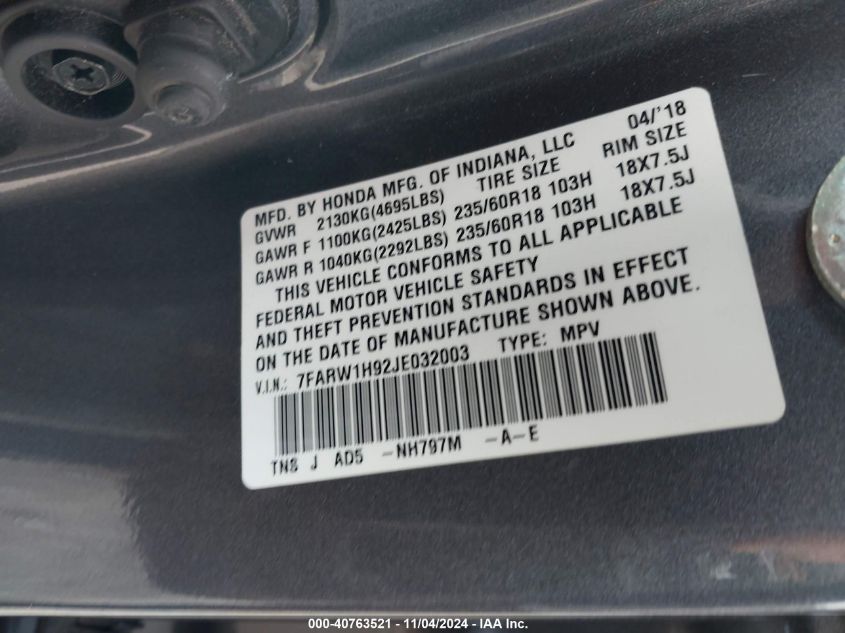 MFD. BY HONDA MFG. OF INDIANA, LLC 04/'18
GVWR 2130KG(4695LBS) TIRE SIZE RIM SIZE
GAWR F 1100KG(2425LBS) 235/60R18 103H 18X7.5J
GAWR R 1040KG(2292LBS) 235/60R18 103H 18X7.5J
THIS VEHICLE CONFORMS TO ALL APPLICABLE
FEDERAL MOTOR VEHICLE SAFETY
AND THEFT PREVENTION STANDARDS IN EFFECT
ON THE DATE OF MANUFACTURE SHOWN ABOVE.
V.I.N.: 7FARW1H92JE032003 TYPE: MPV
TN8 J AD5 -NH797M -A-E
000-40763521 - 11/04/2024 - IAA Inc.